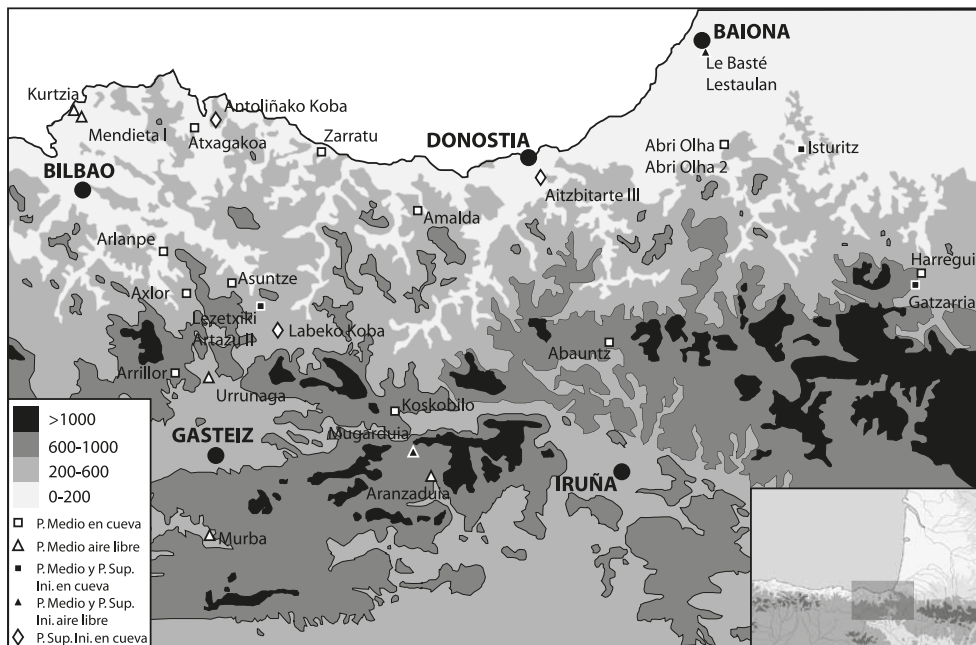 BAIONA
Le Basté
Lestaulan
Kurtzia
Antoliñako Koba
Mendieta I
Atxagakoa
Zarratu
DONOSTIA
Abri Olha
Abri Olha 2
Isturitz
BILBAO
Aitzbitarte III
Amalda
Arlanpe
Harregui
Asuntze
Axlor
Gatzarria
Lezetxiki
Artazu II
Labeko Koba
Abauntz
Arrillor
Urrunaga
Koskobilo
Mugarduia
GASTEIZ
IRUÑA
Aranzaduia
Murba
>1000
600-1000
200-600
0-200
P. Medio en cueva
P. Medio aire libre
P. Medio y P. Sup.
Ini. en cueva
P. Medio y P. Sup.
Ini. aire libre
P. Sup. Ini. en cueva